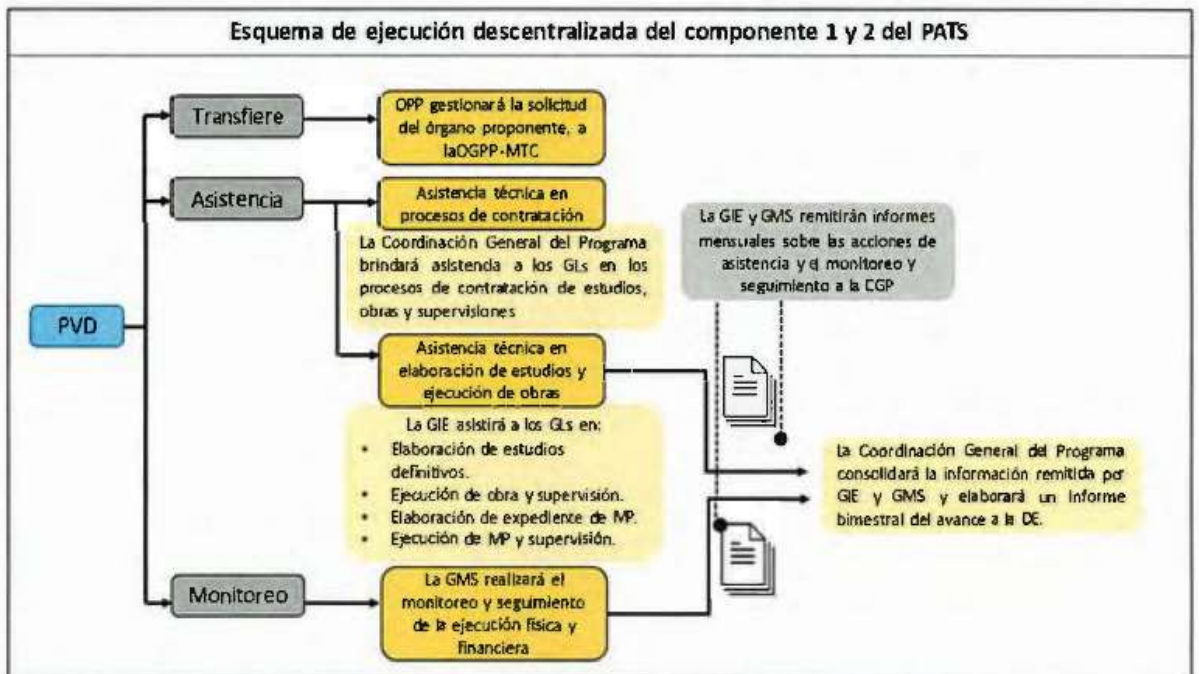 Esquema de ejecución descentralizada del componente 1 y 2 del PATS
Transfiere
OPP gestionará la solicitud
del órgano proponente, a
laOGPP-MTC
Asistencia
Asistencia técnica en
procesos de contratación
La Coordinación General del Programa
brindará asistencia a los GLs en los
procesos de contratación de estudios,
obras y supervisiones
La GIE y GMS remitirán informes
mensuales sobre las acciones de
asistencia y el monitoreo y
seguimiento a la CGP
PVD
Asistencia técnica en
elaboración de estudios y
ejecución de obras
La GIE asistirá a los GLs en:
• Elaboración de estudios
definitivos.
• Ejecución de obra y supervisión.
• Elaboración de expediente de MP.
• Ejecución de MP y supervisión.
La Coordinación General del Programa
consolidará la información remitida por
GIE y GMS y elaborará un informe
bimestral del avance a la DE.
Monitoreo
La GMS realizará el
monitoreo y seguimiento
de la ejecución física y
financiera